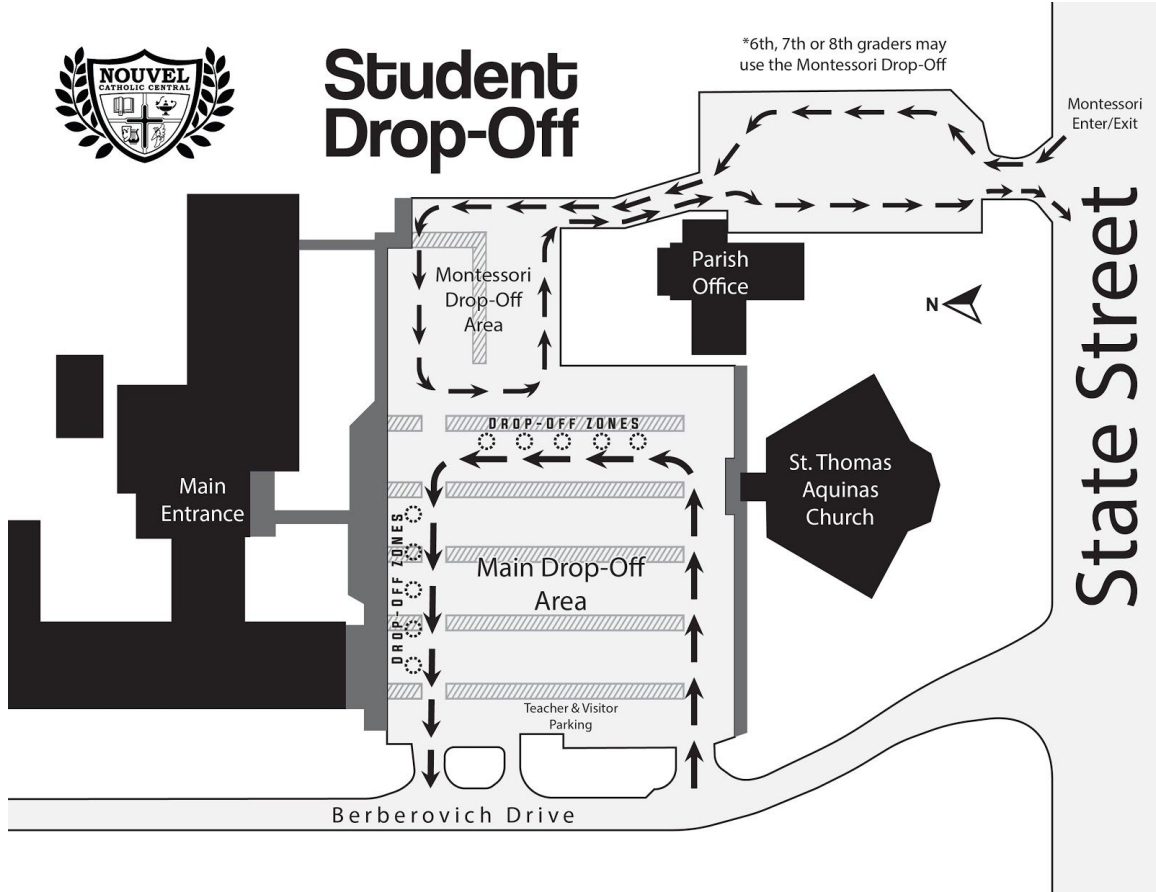 NOUVEL
CATHOLIC CENTRAL
Student
Drop-Off
*6th, 7th or 8th graders may
use the Montessori Drop-Off
Montessori
Enter/Exit
State Street
Parish
Office
N
Montessori
Drop-Off
Area
DROP-OFF ZONES
Main
Entrance
St. Thomas
Aquinas
Church
DROP-OFF ZONES
Main Drop-Off
Area
Teacher & Visitor
Parking
Berberovich Drive